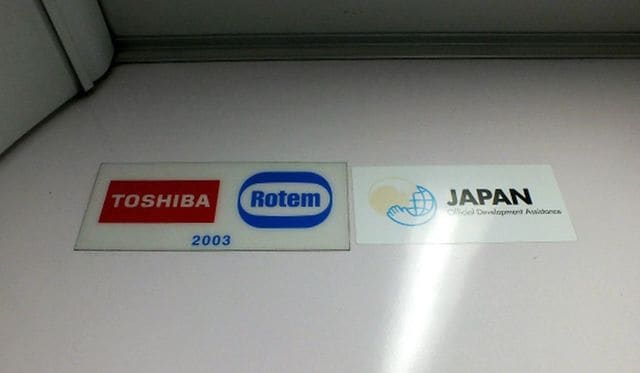 TOSHIBA
Rotem
2003
JAPAN
Official Development Assistance